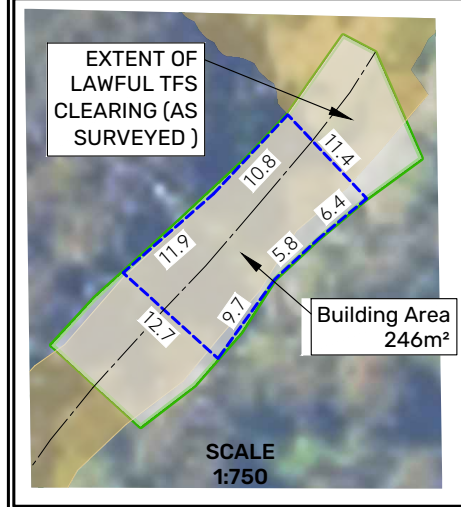 EXTENT OF
LAWFUL TFS
CLEARING (AS
SURVEYED )
11.4
10.8
6.4
11.9
5.8
9.7
12.7
Building Area
246m²
SCALE
1:750